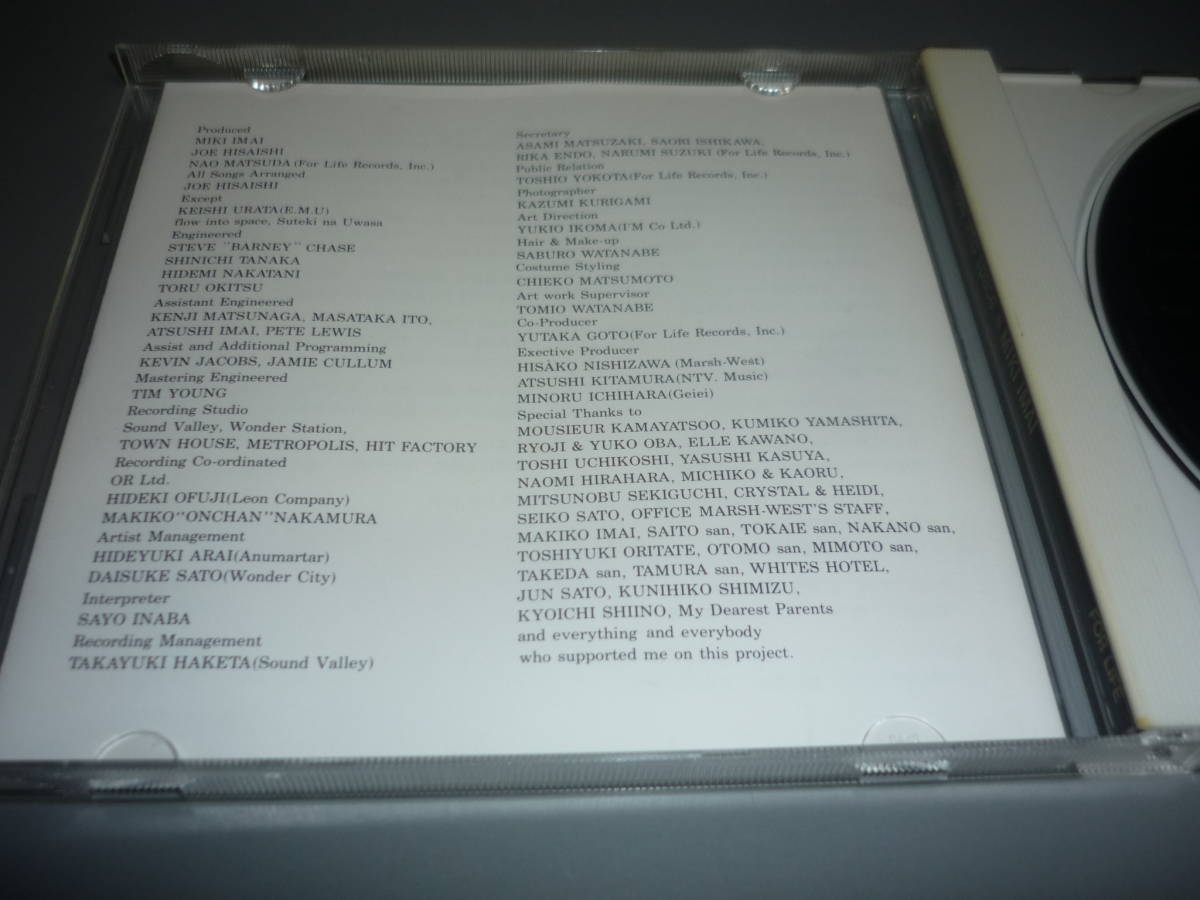 Produced
MIKI IMAI
JOE HISAISHI
NAO MATSUDA (For Life Records, Inc.)
All Songs Arranged
JOE HISAISHI
Except
KEISHI URATA(E.M.U)
flow into space, Suteki na Uwasa
Engineered
STEVE "BARNEY" CHASE
SHINICHI TANAKA
HIDEMI NAKATANI
TORU OKITSU
Assistant Engineered
KENJI MATSUNAGA, MASATAKA ITO,
ATSUSHI IMAI, PETE LEWIS
Assist and Additional Programming
KEVIN JACOBS, JAMIE CULLUM
Mastering Engineered
TIM YOUNG
Recording Studio
Sound Valley, Wonder Station,
TOWN HOUSE, METROPOLIS, HIT FACTORY
Recording Co-ordinated
OR Ltd.
HIDEKI OFUJI(Leon Company)
MAKIKO"ONCHAN"NAKAMURA
Artist Management
HIDEYUKI ARAI(Anumartar)
DAISUKE SATO(Wonder City)
Interpreter
SAYO INABA
Recording Management
TAKAYUKI HAKETA(Sound Valley)
Secretary
ASAMI MATSUZAKI, SAORI ISHIKAWA,
RIKA ENDO, NARUMI SUZUKI (For Life Records, Inc.)
Public Relation
TOSHIO YOKOTA(For Life Records, Inc.)
Photographer
KAZUMI KURIGAMI
Art Direction
YUKIO IKOMA(I'M Co Ltd.)
Hair & Make-up
SABURO WATANABE
Costume Styling
CHIEKO MATSUMOTO
Art work Supervisor
TOMIO WATANABE
Co-Producer
YUTAKA GOTO(For Life Records, Inc.)
Exective Producer
HISAKO NISHIZAWA (Marsh-West)
ATSUSHI KITAMURA(NTV. Music)
MINORU ICHIHARA(Geiei)
Special Thanks to
MOUSIEUR KAMAYATSOO, KUMIKO YAMASHITA,
RYOJI & YUKO OBA, ELLE KAWANO,
TOSHI UCHIKOSHI, YASUSHI KASUYA,
NAOMI HIRAHARA, MICHIKO & KAORU,
MITSUNOBU SEKIGUCHI, CRYSTAL & HEIDI,
SEIKO SATO, OFFICE MARSH-WEST'S STAFF,
MAKIKO IMAI, SAITO san, TOKAIE san, NAKANO san,
TOSHIYUKI ORITATE, OTOMO san, MIMOTO san,
TAKEDA san, TAMURA san, WHITES HOTEL,
JUN SATO, KUNIHIKO SHIMIZU,
KYOICHI SHIINO, My Dearest Parents
and everything and everybody
who supported me on this project.
MIKI IMAI
FOR LIFE